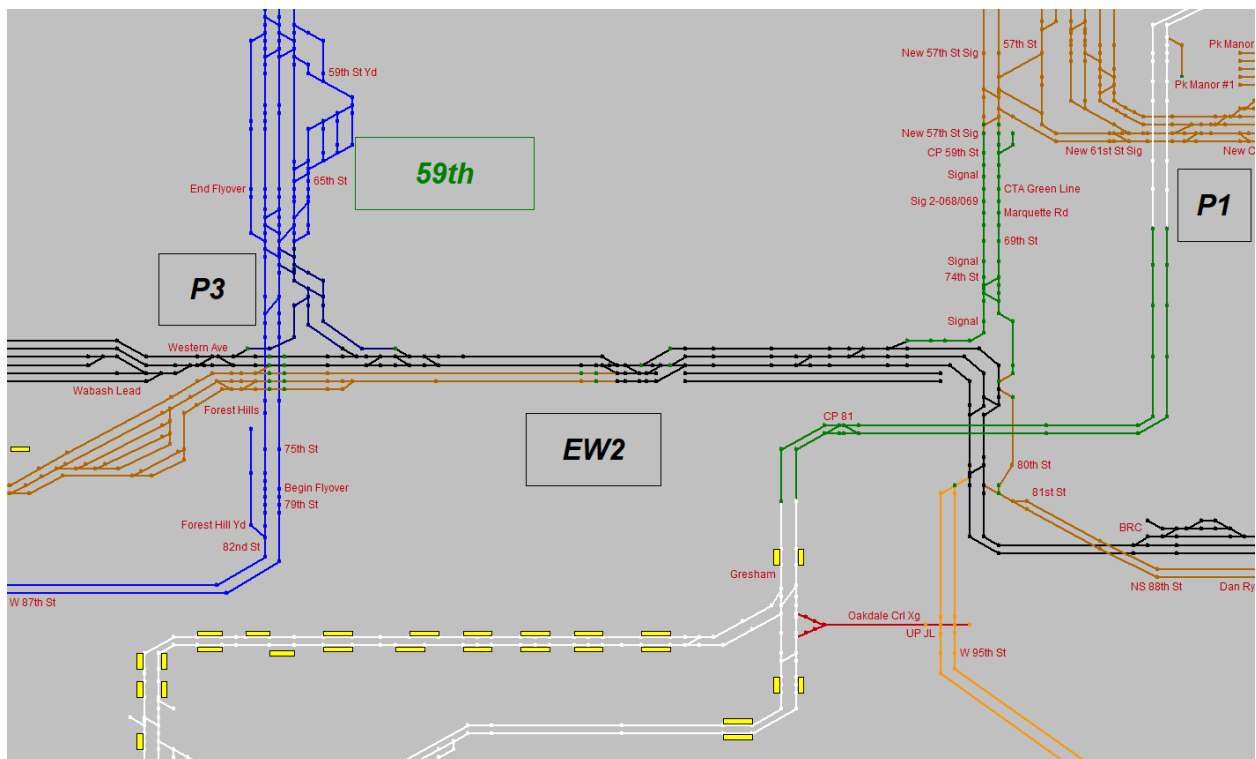 57th St
New 57th St Sig
Pk Manor
59th St Yd
Pk Manor #1
New 57th St Sig
CP 59th St
New 61st St Sig
New C
59th
Signal
65th St
End Flyover
CTA Green Line
Sig 2-068/069
Marquette Rd
P1
69th St
Signal
74th St
P3
Signal
Western Ave
Wabash Lead
Forest Hills
CP 81
EW2
75th St
80th St
Begin Flyover
81st St
79th St
Forest Hill Yd
BRC
82nd St
Gresham
NS 88th St
Dan Ry
W 87th St
Oakdale Crl Xg
UP JL
W 95th St